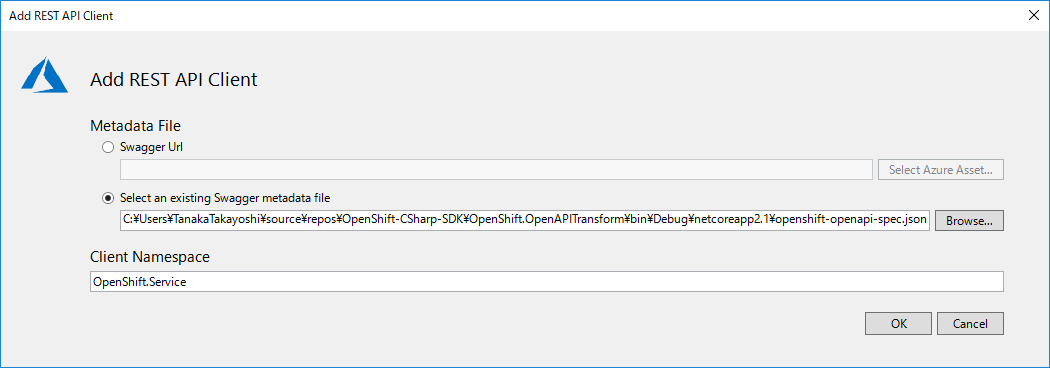 Add REST API Client
Add REST API Client
Metadata File
Swagger Url
Select Azure Asset...
Select an existing Swagger metadata file
C:¥Users¥TanakaTakayoshi¥source¥repos¥OpenShift-CSharp-SDK¥OpenShift.OpenAPITransform¥bin¥Debug¥netcoreapp2.1¥openshift-openapi-spec.json
Browse...
Client Namespace
OpenShift.Service
OK
Cancel